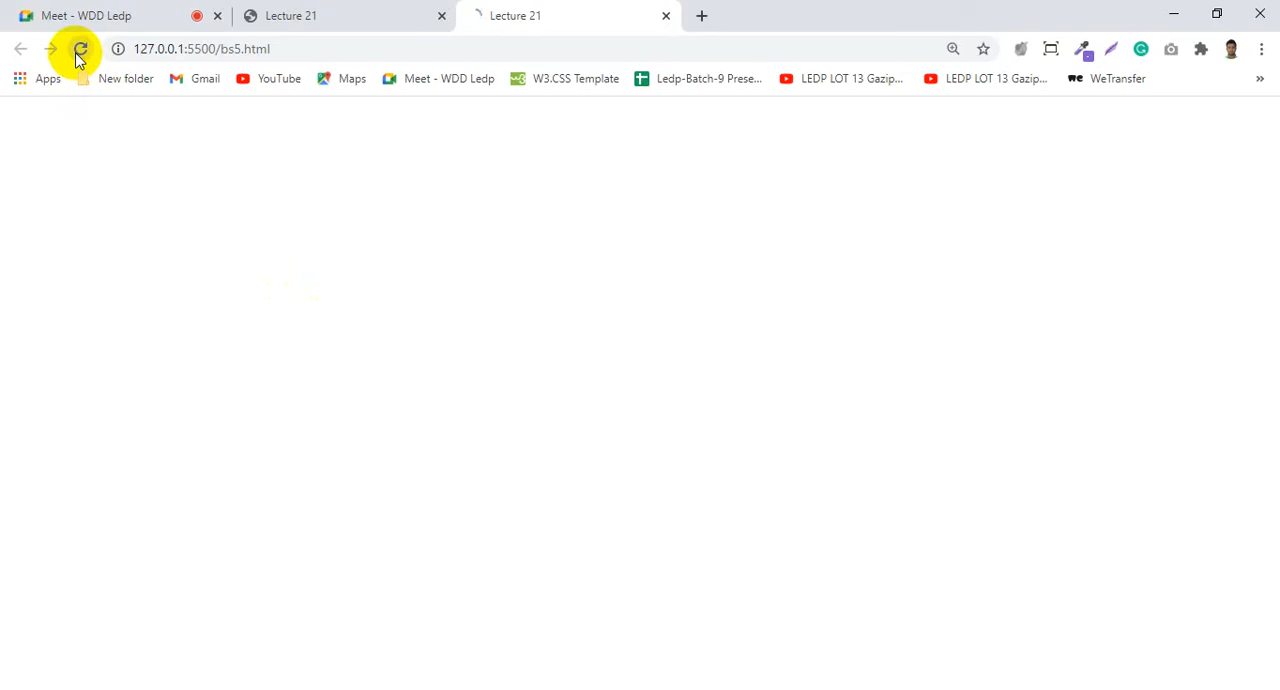 Meet - WDD Ledp
Lecture 21
Lecture 21
127.0.0.1:5500/bs5.html
Apps New folder Gmail YouTube Maps Meet - WDD Ledp W3.CSS Template Ledp-Batch-9 Prese... LEDP LOT 13 Gazip... LEDP LOT 13 Gazip... we WeTransfer »